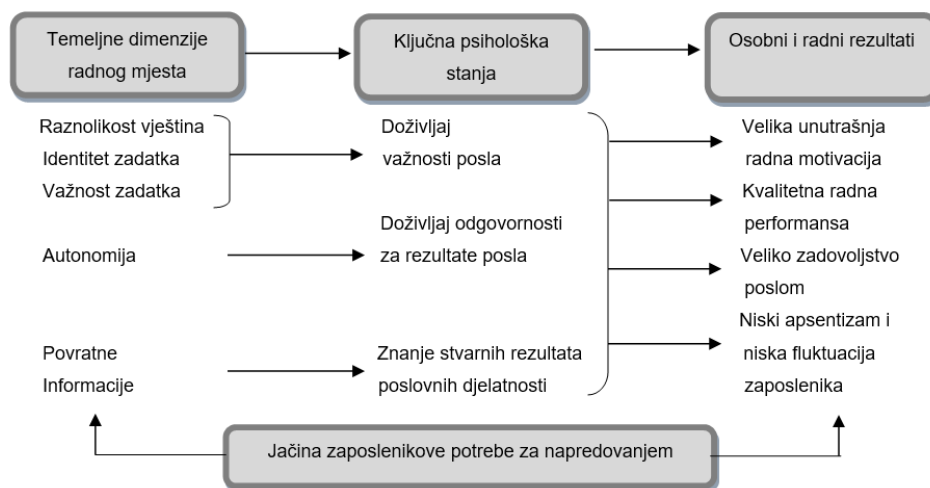 Temeljne dimenzije
radnog mjesta
Ključna psihološka
stanja
Osobni i radni rezultati
Raznolikost vještina
Identitet zadatka
Važnost zadatka
Doživljaj
važnosti posla
Velika unutrašnja
radna motivacija
Kvalitetna radna
performansa
Autonomija
Doživljaj odgovornosti
za rezultate posla
Veliko zadovoljstvo
poslom
Povratne
Informacije
Znanje stvarnih rezultata
poslovnih djelatnosti
Niski apsentizam i
niska fluktuacija
zaposlenika
Jačina zaposlenikove potrebe za napredovanjem